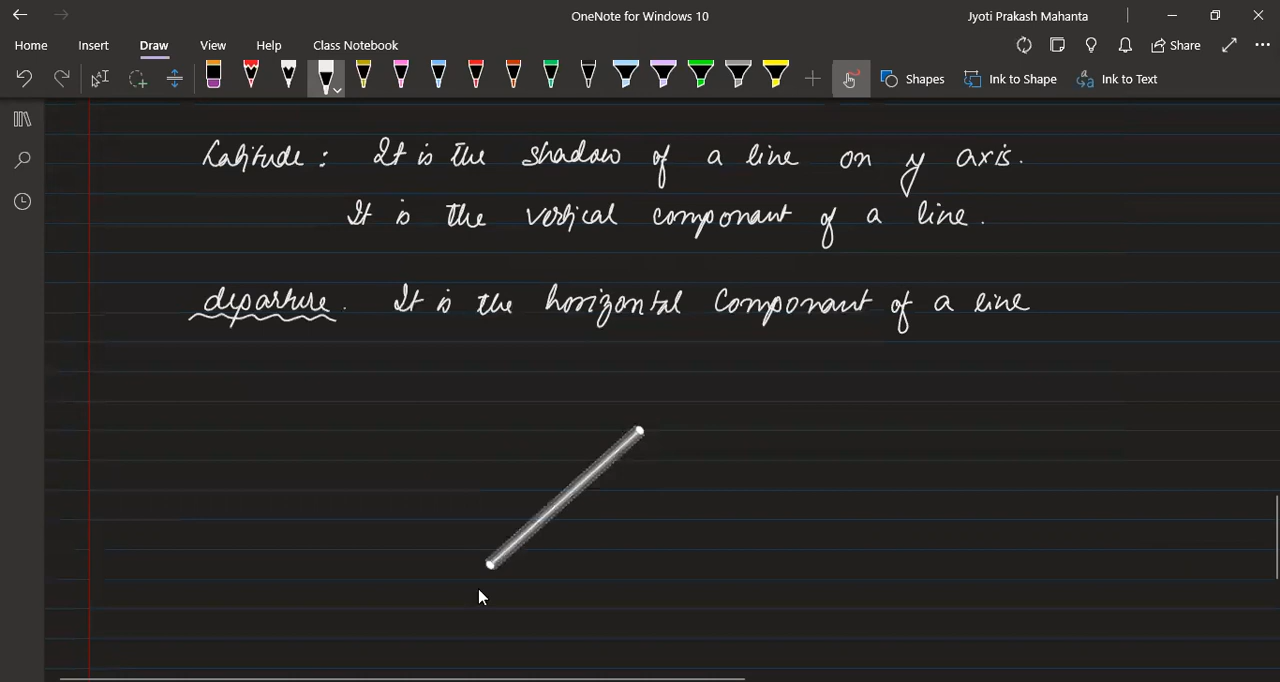 OneNote for Windows 10
Jyoti Prakash Mahanta
Home Insert Draw View Help Class Notebook
Share
Shapes Ink to Shape Ink to Text
Latitude : It is the shadow of a line on y axis.
It is the vertical componant of a line.
departure. It is the horizontal componant of a line